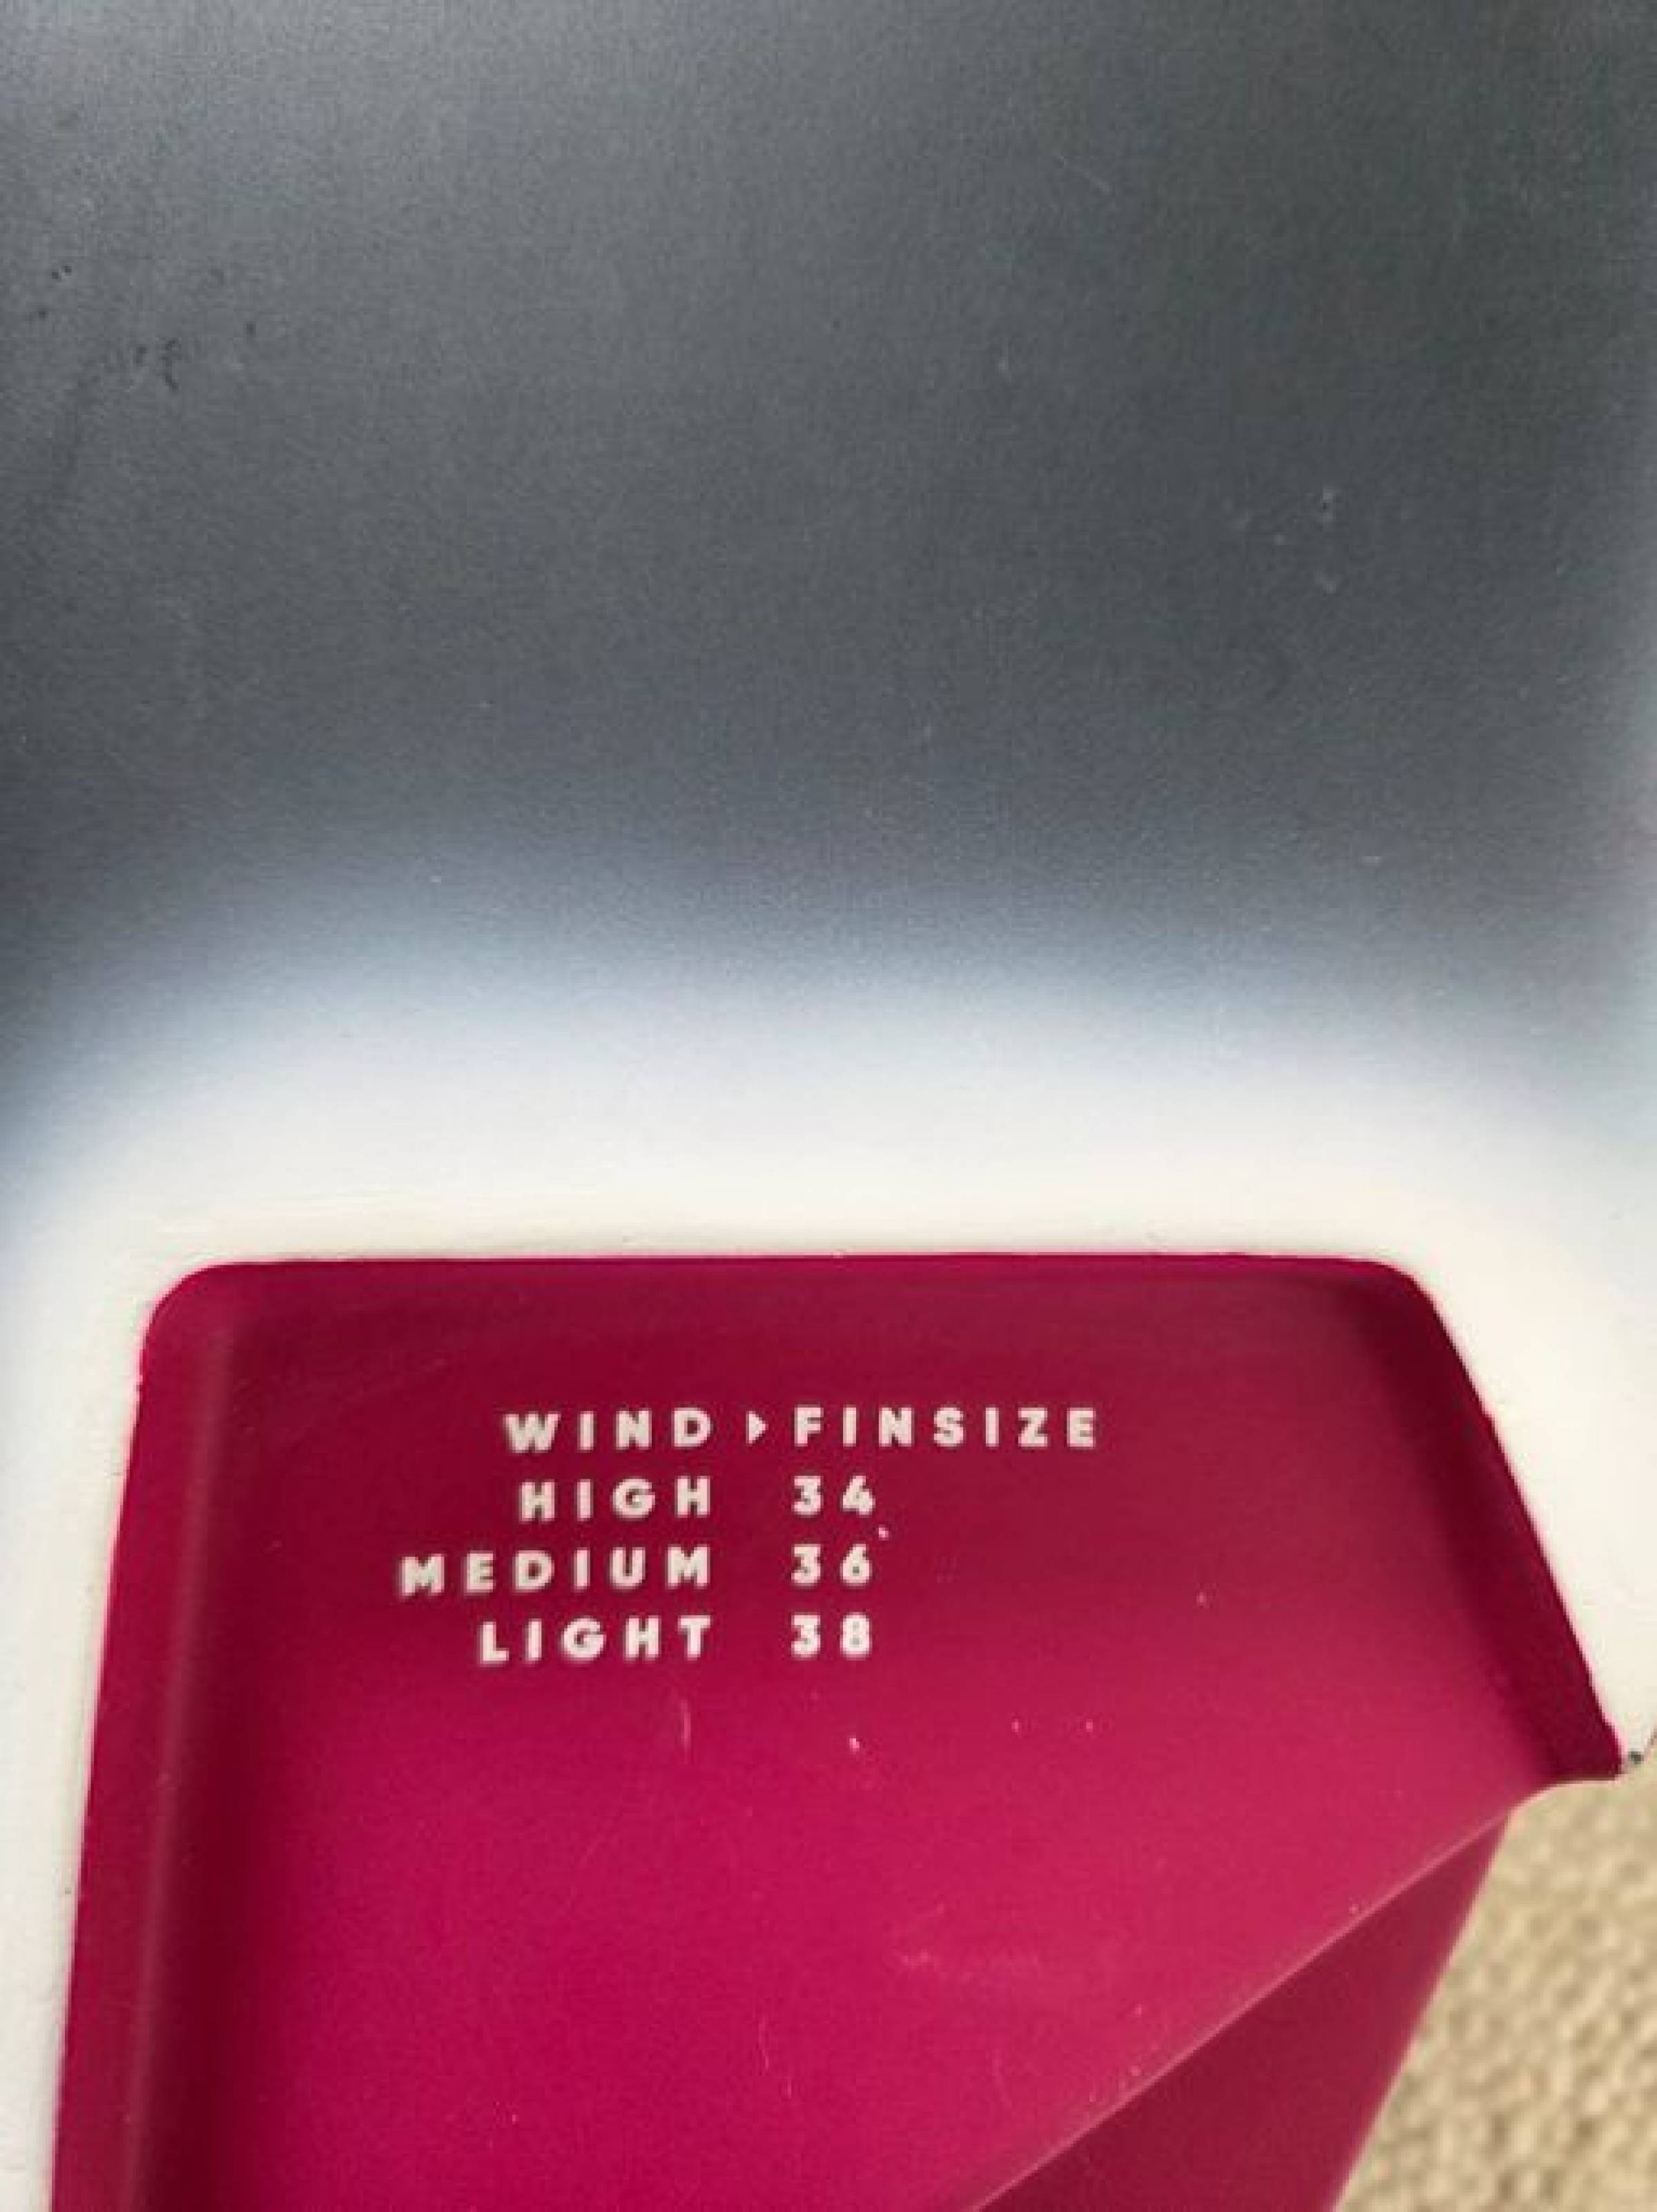 WIND ▸ FINSIZE
HIGH 34
MEDIUM 36
LIGHT 38